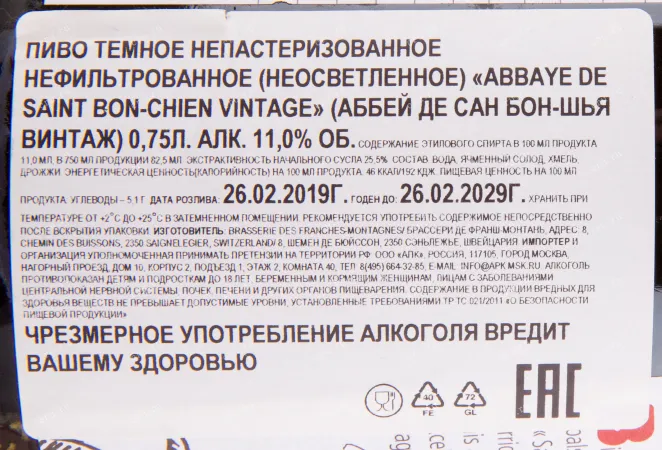 ПИВО ТЕМНОЕ НЕПАСТЕРИЗОВАННОЕ
НЕФИЛЬТРОВАННОЕ (НЕОСВЕТЛЕННОЕ) «ABBAYE DE
SAINT BON-CHIEN VINTAGE» (АББЕЙ ДЕ САН БОН-ШЬЯ
ВИНТАЖ) 0,75Л. АЛК. 11,0% ОБ. СОДЕРЖАНИЕ ЭТИЛОВОГО СПИРТА В 100 МЛ ПРОДУКТА
11,0 МЛ, В 750 МЛ ПРОДУКЦИИ 82,5 МЛ. ЭКСТРАКТИВНОСТЬ НАЧАЛЬНОГО СУСЛА 25,5%. СОСТАВ: ВОДА, ЯЧМЕННЫЙ СОЛОД, ХМЕЛЬ,
ДРОЖЖИ. ЭНЕРГЕТИЧЕСКАЯ ЦЕННОСТЬ(КАЛОРИЙНОСТЬ) НА 100 МЛ ПРОДУКТА: 46 ККАЛ/192 КДЖ. ПИЩЕВАЯ ЦЕННОСТЬ НА 100 МЛ
ПРОДУКТА: УГЛЕВОДЫ – 5,1 Г ДАТА РОЗЛИВА: 26.02.2019Г. ГОДЕН ДО: 26.02.2029Г. ХРАНИТЬ ПРИ
ТЕМПЕРАТУРЕ ОТ +2°C ДО +25°C В ЗАТЕМНЕННОМ ПОМЕЩЕНИИ. РЕКОМЕНДУЕТСЯ УПОТРЕБИТЬ СОДЕРЖИМОЕ НЕПОСРЕДСТВЕННО
ПОСЛЕ ВСКРЫТИЯ УПАКОВКИ. ИЗГОТОВИТЕЛЬ: BRASSERIE DES FRANCHES-MONTAGNES/ БРАССЕРИ ДЕ ФРАНШ-МОНТАНЬ, АДРЕС: 8,
CHEMIN DES BUISSONS, 2350 SAIGNELEGIER, SWITZERLAND/ 8, ШЕМЕН ДЕ БЮИССОН, 2350 СЭНЬЛЕЖЬЕ, ШВЕЙЦАРИЯ. ИМПОРТЕР И
ОРГАНИЗАЦИЯ УПОЛНОМОЧЕННАЯ ПРИНИМАТЬ ПРЕТЕНЗИИ НА ТЕРРИТОРИИ РФ: ООО «АПК», РОССИЯ, 117105, ГОРОД МОСКВА,
НАГОРНЫЙ ПРОЕЗД, ДОМ 10, КОРПУС 2, ПОДЪЕЗД 1, ЭТАЖ 2, КОМНАТА 40, ТЕЛ: 8(495) 664-32-85, E-MAIL: INFO@APK.MSK.RU. АЛКОГОЛЬ
ПРОТИВОПОКАЗАН ДЕТЯМ И ПОДРОСТКАМ ДО 18 ЛЕТ, БЕРЕМЕННЫМ И КОРМЯЩИМ ЖЕНЩИНАМ, ЛИЦАМ С ЗАБОЛЕВАНИЯМИ
ЦЕНТРАЛЬНОЙ НЕРВНОЙ СИСТЕМЫ, ПОЧЕК, ПЕЧЕНИ И ДРУГИХ ОРГАНОВ ПИЩЕВАРЕНИЯ. СОДЕРЖАНИЕ В ПРОДУКЦИИ ВРЕДНЫХ ДЛЯ
ЗДОРОВЬЯ ВЕЩЕСТВ НЕ ПРЕВЫШАЕТ ДОПУСТИМЫЕ УРОВНИ, УСТАНОВЛЕННЫЕ ТРЕБОВАНИЯМИ ТР ТС 021/2011 «О БЕЗОПАСНОСТИ
ПИЩЕВОЙ ПРОДУКЦИИ»
ЧРЕЗМЕРНОЕ УПОТРЕБЛЕНИЕ АЛКОГОЛЯ ВРЕДИТ
ВАШЕМУ ЗДОРОВЬЮ
40 72
FE GL
EAC